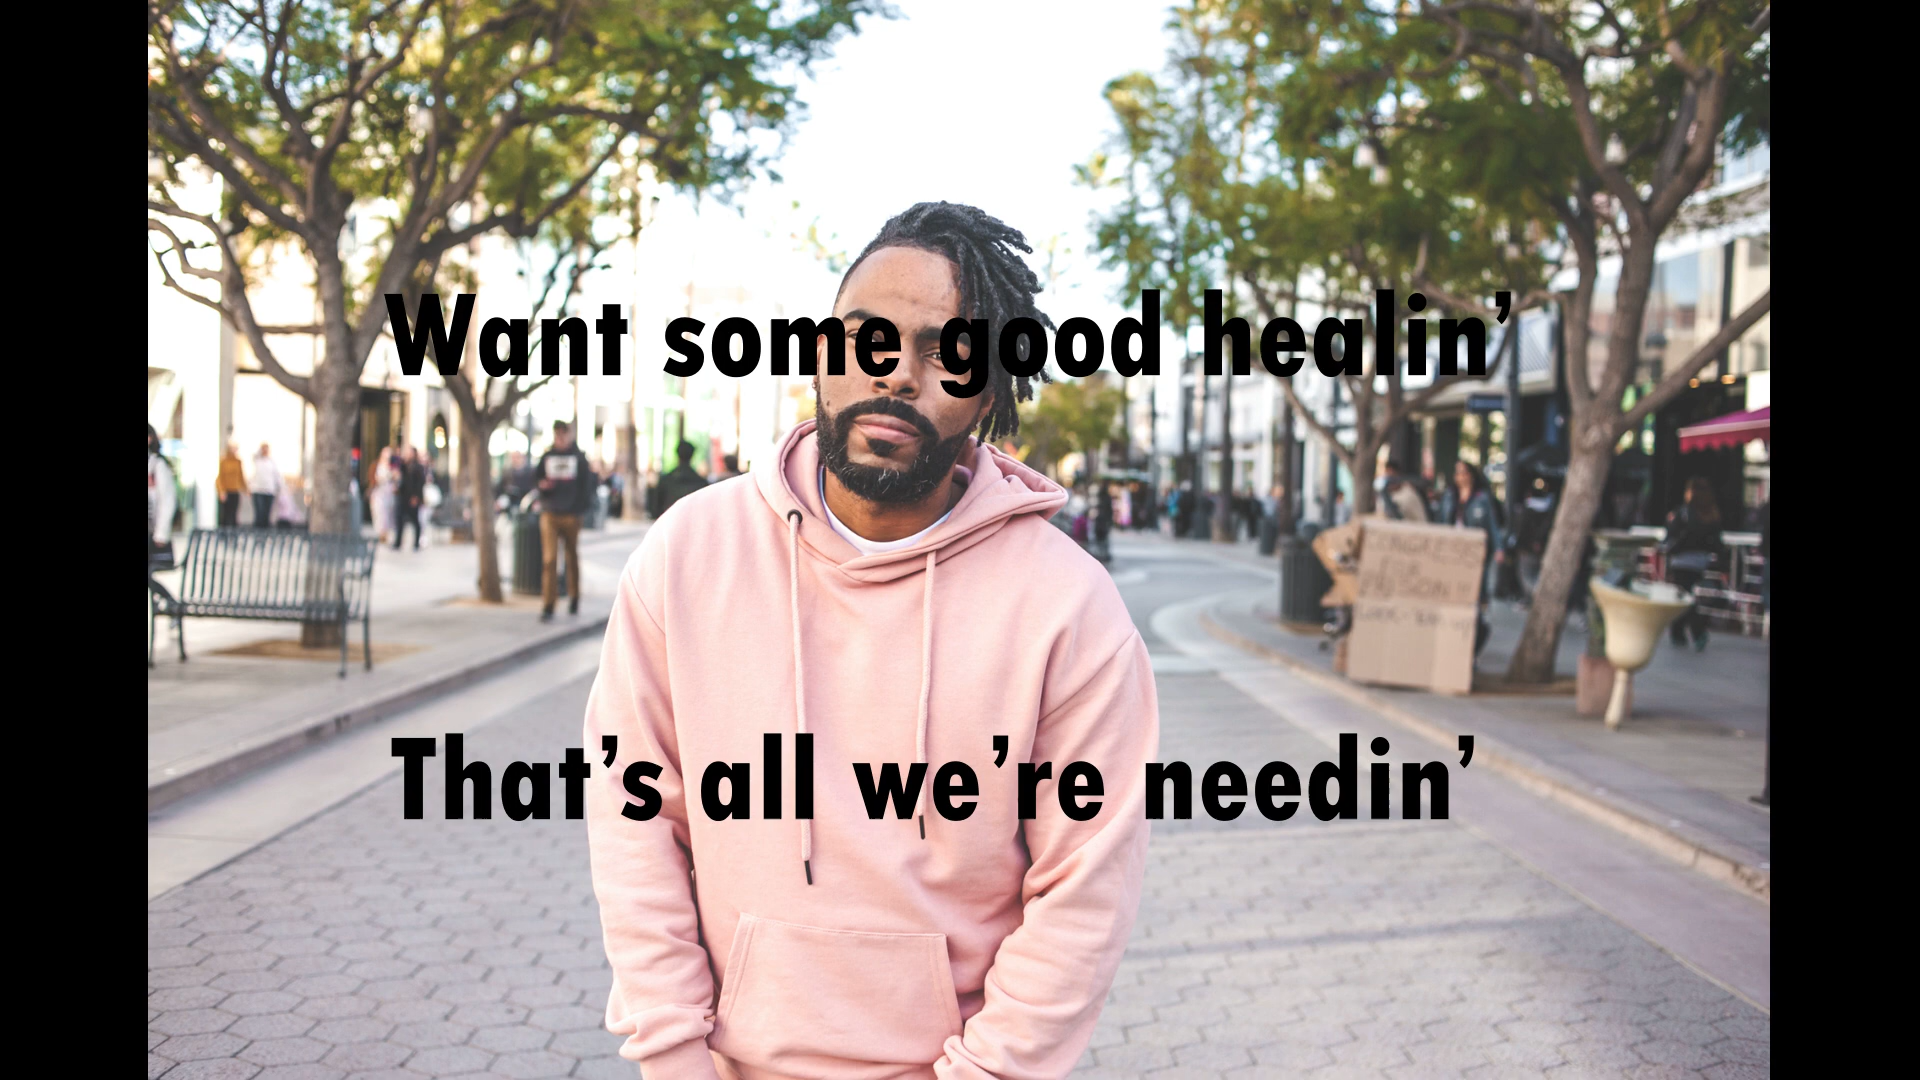 Want some good healin’
That’s all we’re needin’